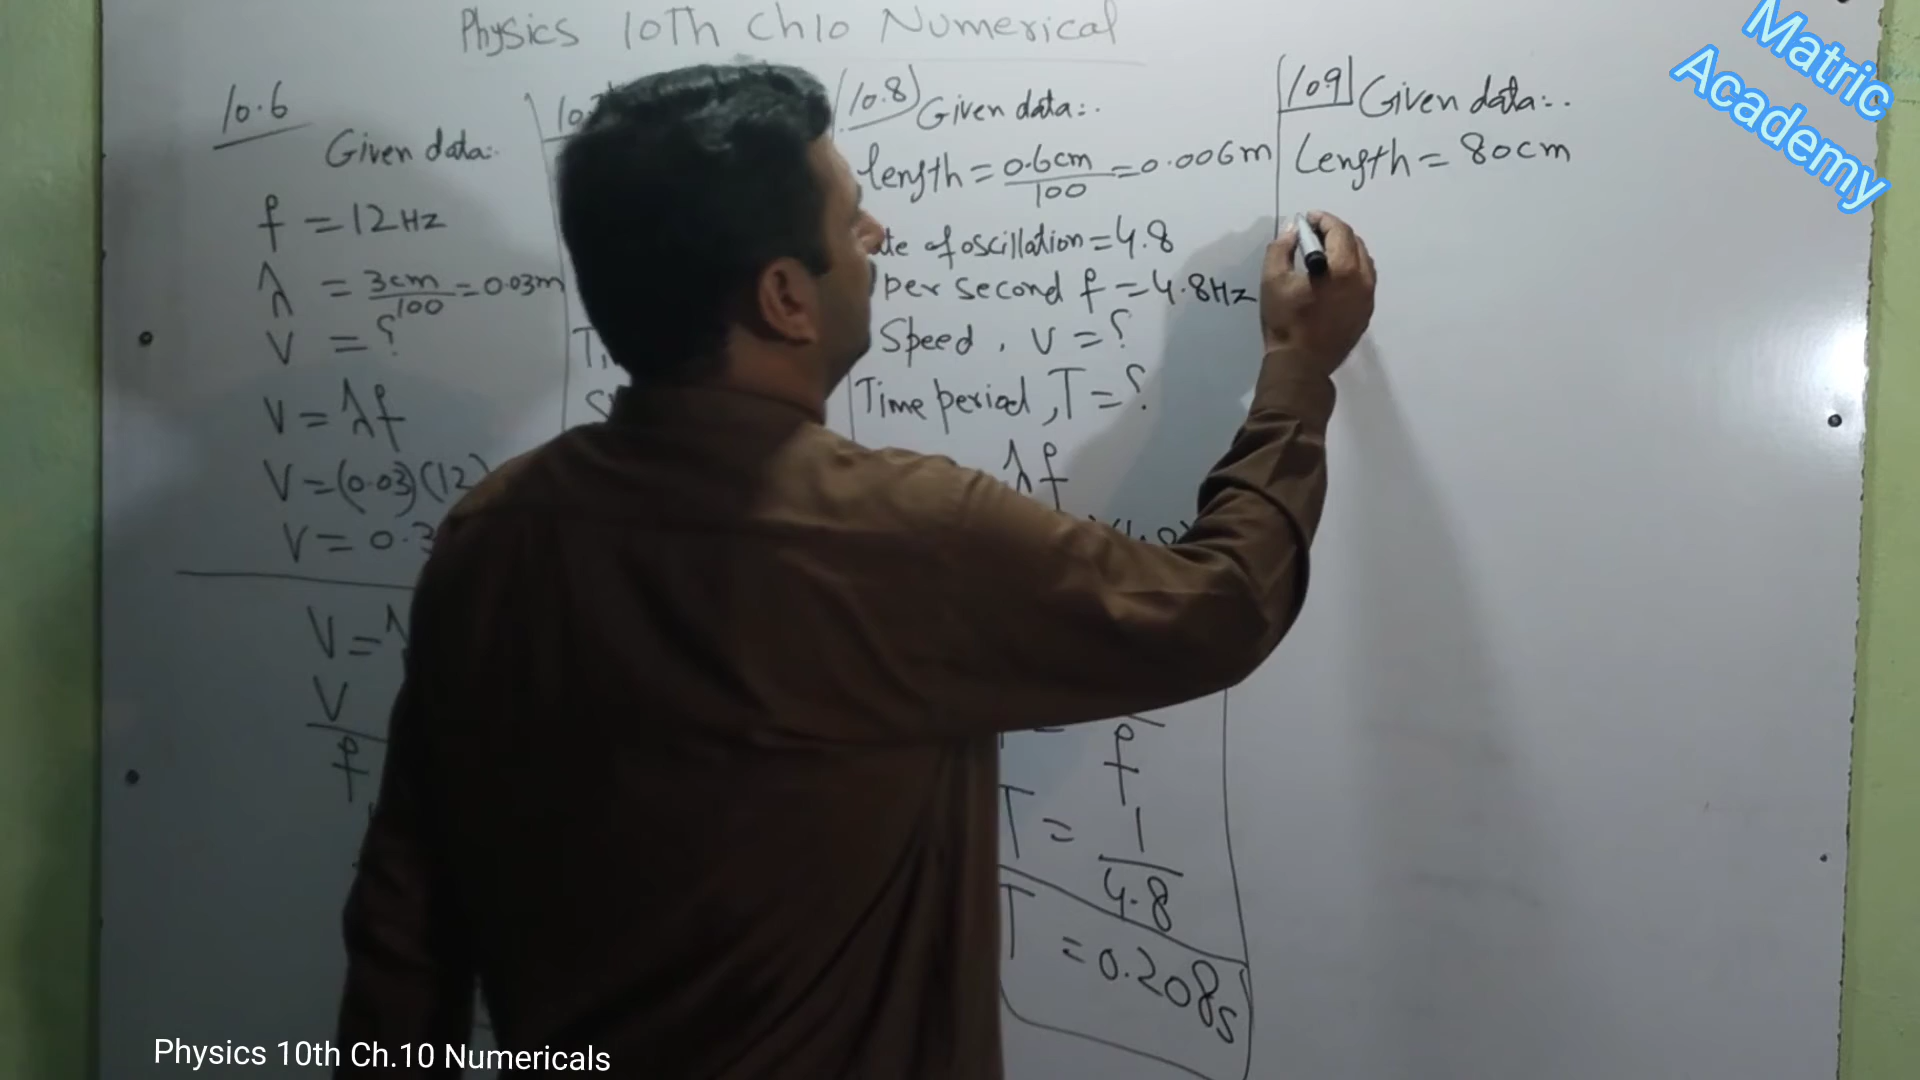 Physics 10Th Ch10 Numerical
10.6
Given data:.
f = 12Hz
λ = 3cm/100 = 0.03m
V = ?
V = λf
V = (0.03)(12)
V = 0.3
V = λ
V
f
10.8 Given data:.
length = 0.6cm/100 = 0.006m
of oscillation = 4.8
per second f = 4.8Hz
Speed, v = ?
Time period, T = ?
λf
f
T = 1/4.8
T = 0.208s
10.9 Given data:.
Length = 80cm
Matric
Academy
Physics 10th Ch.10 Numericals